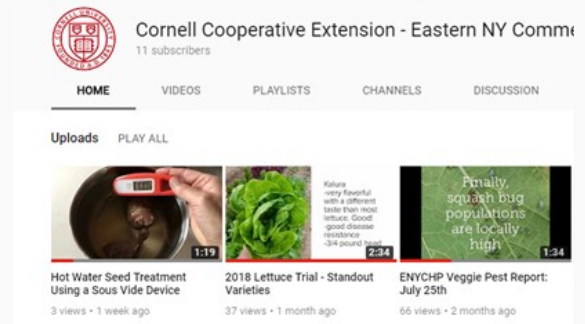 Cornell Cooperative Extension - Eastern NY Comme
11 subscribers
HOME VIDEOS PLAYLISTS CHANNELS DISCUSSION
Uploads PLAY ALL
Kalura
-very flavorful
with a different
taste than most
lettuce. Good
-good disease
resistance
-3/4 pound head
Finally,
squash bug
populations
are locally
high
1:19
2:34
1:34
Hot Water Seed Treatment
Using a Sous Vide Device
3 views • 1 week ago
2018 Lettuce Trial - Standout
Varieties
37 views • 1 month ago
ENYCHP Veggie Pest Report:
July 25th
66 views • 2 months ago